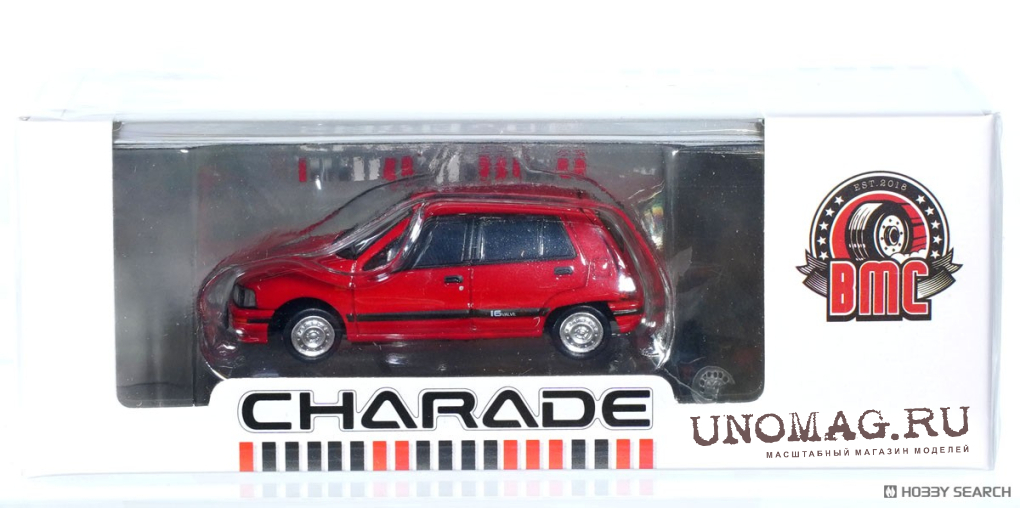 EST.2018
BMC
16 VALVE
CHARADE
UNOMAG.RU
МАСШТАБНЫЙ МАГАЗИН МОДЕЛЕЙ
HOBBY SEARCH